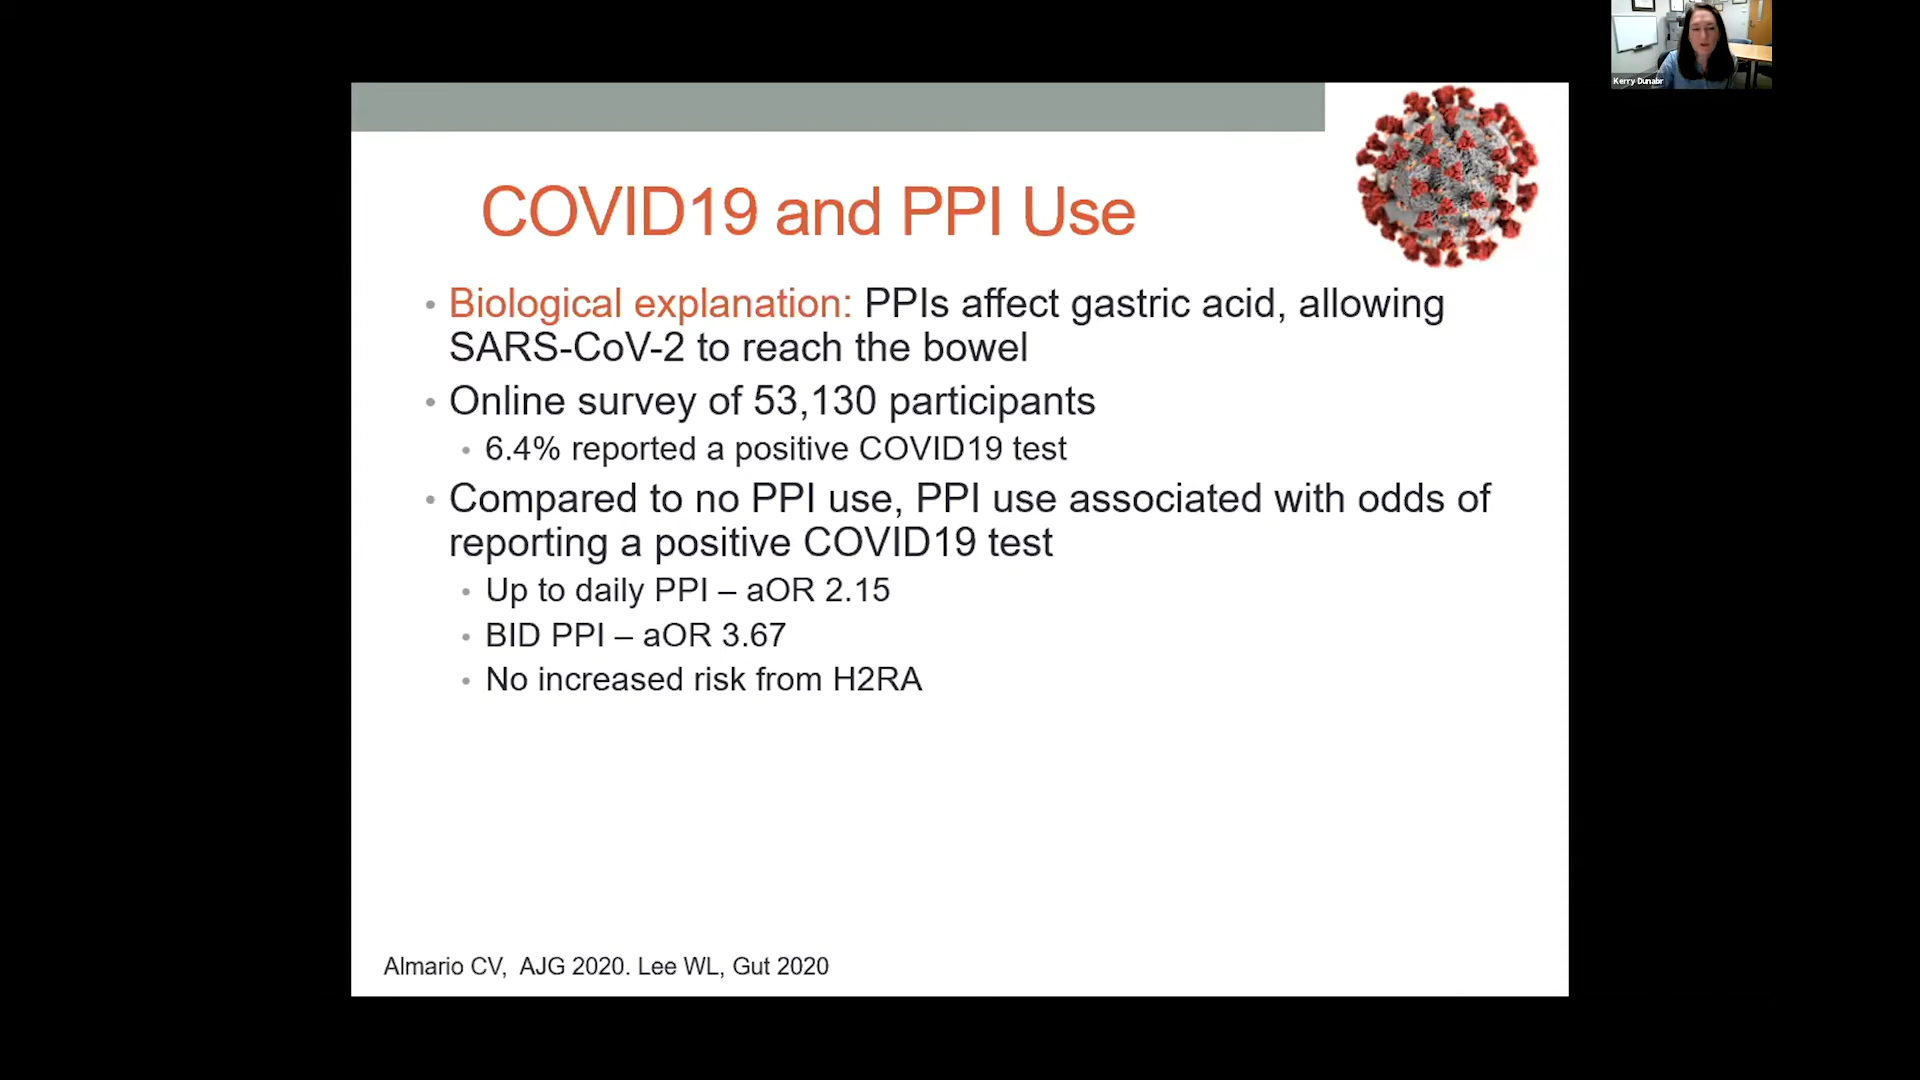 Kerry Dunabr
COVID19 and PPI Use
• Biological explanation: PPIs affect gastric acid, allowing
SARS-CoV-2 to reach the bowel
• Online survey of 53,130 participants
• 6.4% reported a positive COVID19 test
• Compared to no PPI use, PPI use associated with odds of
reporting a positive COVID19 test
• Up to daily PPI – aOR 2.15
• BID PPI – aOR 3.67
• No increased risk from H2RA
Almario CV, AJG 2020. Lee WL, Gut 2020